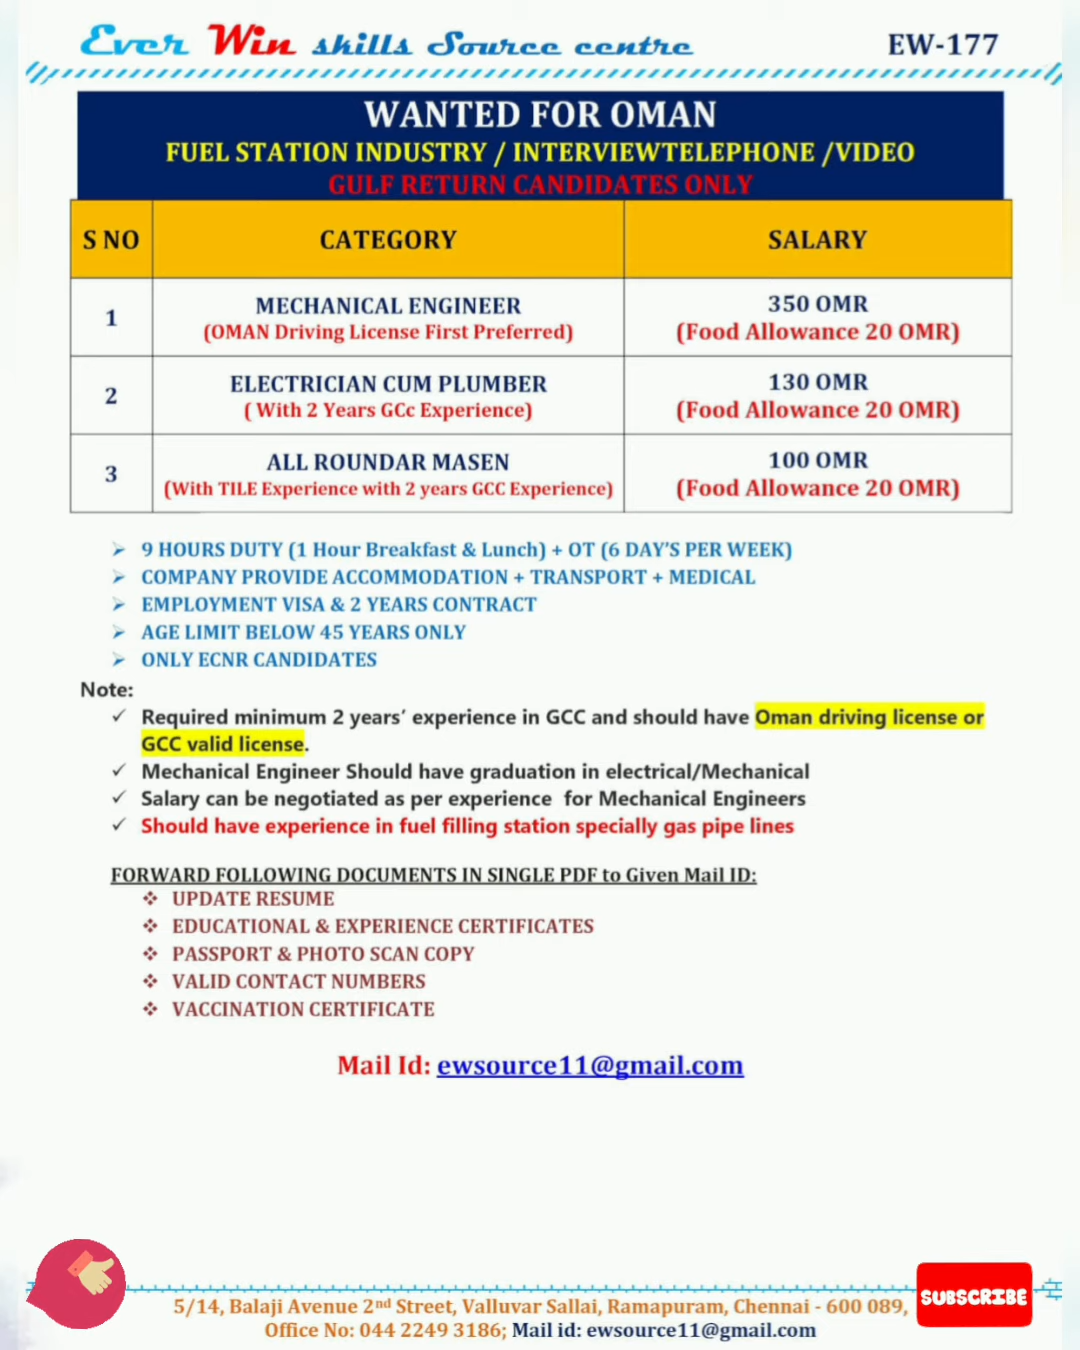 Ever Win skills Source centre
EW-177
WANTED FOR OMAN
FUEL STATION INDUSTRY / INTERVIEWTELEPHONE /VIDEO
GULF RETURN CANDIDATES ONLY
S NO CATEGORY SALARY
1 MECHANICAL ENGINEER 350 OMR
(OMAN Driving License First Preferred) (Food Allowance 20 OMR)
2 ELECTRICIAN CUM PLUMBER 130 OMR
( With 2 Years GCc Experience) (Food Allowance 20 OMR)
3 ALL ROUNDAR MASEN 100 OMR
(With TILE Experience with 2 years GCC Experience) (Food Allowance 20 OMR)
9 HOURS DUTY (1 Hour Breakfast & Lunch) + OT (6 DAY'S PER WEEK)
COMPANY PROVIDE ACCOMMODATION + TRANSPORT + MEDICAL
EMPLOYMENT VISA & 2 YEARS CONTRACT
AGE LIMIT BELOW 45 YEARS ONLY
ONLY ECNR CANDIDATES
Note:
Required minimum 2 years' experience in GCC and should have Oman driving license or
GCC valid license.
Mechanical Engineer Should have graduation in electrical/Mechanical
Salary can be negotiated as per experience for Mechanical Engineers
Should have experience in fuel filling station specially gas pipe lines
FORWARD FOLLOWING DOCUMENTS IN SINGLE PDF to Given Mail ID:
UPDATE RESUME
EDUCATIONAL & EXPERIENCE CERTIFICATES
PASSPORT & PHOTO SCAN COPY
VALID CONTACT NUMBERS
VACCINATION CERTIFICATE
Mail Id: ewsource11@gmail.com
5/14, Balaji Avenue 2nd Street, Valluvar Sallai, Ramapuram, Chennai - 600 089,
Office No: 044 2249 3186; Mail id: ewsource11@gmail.com
SUBSCRIBE